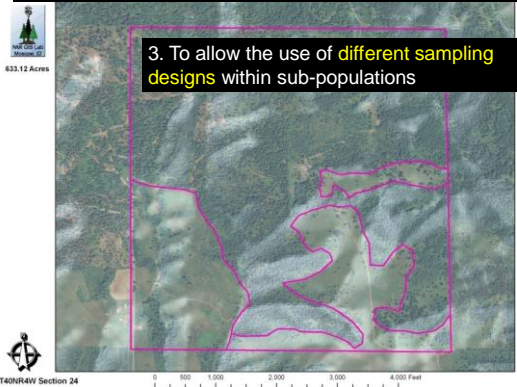 NMI GIS Lab
Moscow, ID
633.12 Acres
3. To allow the use of different sampling
designs within sub-populations
T40NR4W Section 24
0 500 1,000 2,000 3,000 4,000 Feet